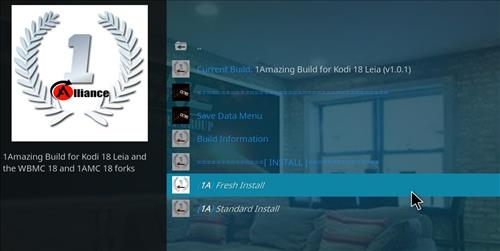 1
Alliance
1Amazing Build for Kodi 18 Leia and
the WBMC 18 and 1AMC 18 forks
..
Current Build: 1Amazing Build for Kodi 18 Leia (v1.0.1)
Save Data Menu
Build Information
[ INSTALL ]
(1A) Fresh Install
(1A) Standard Install